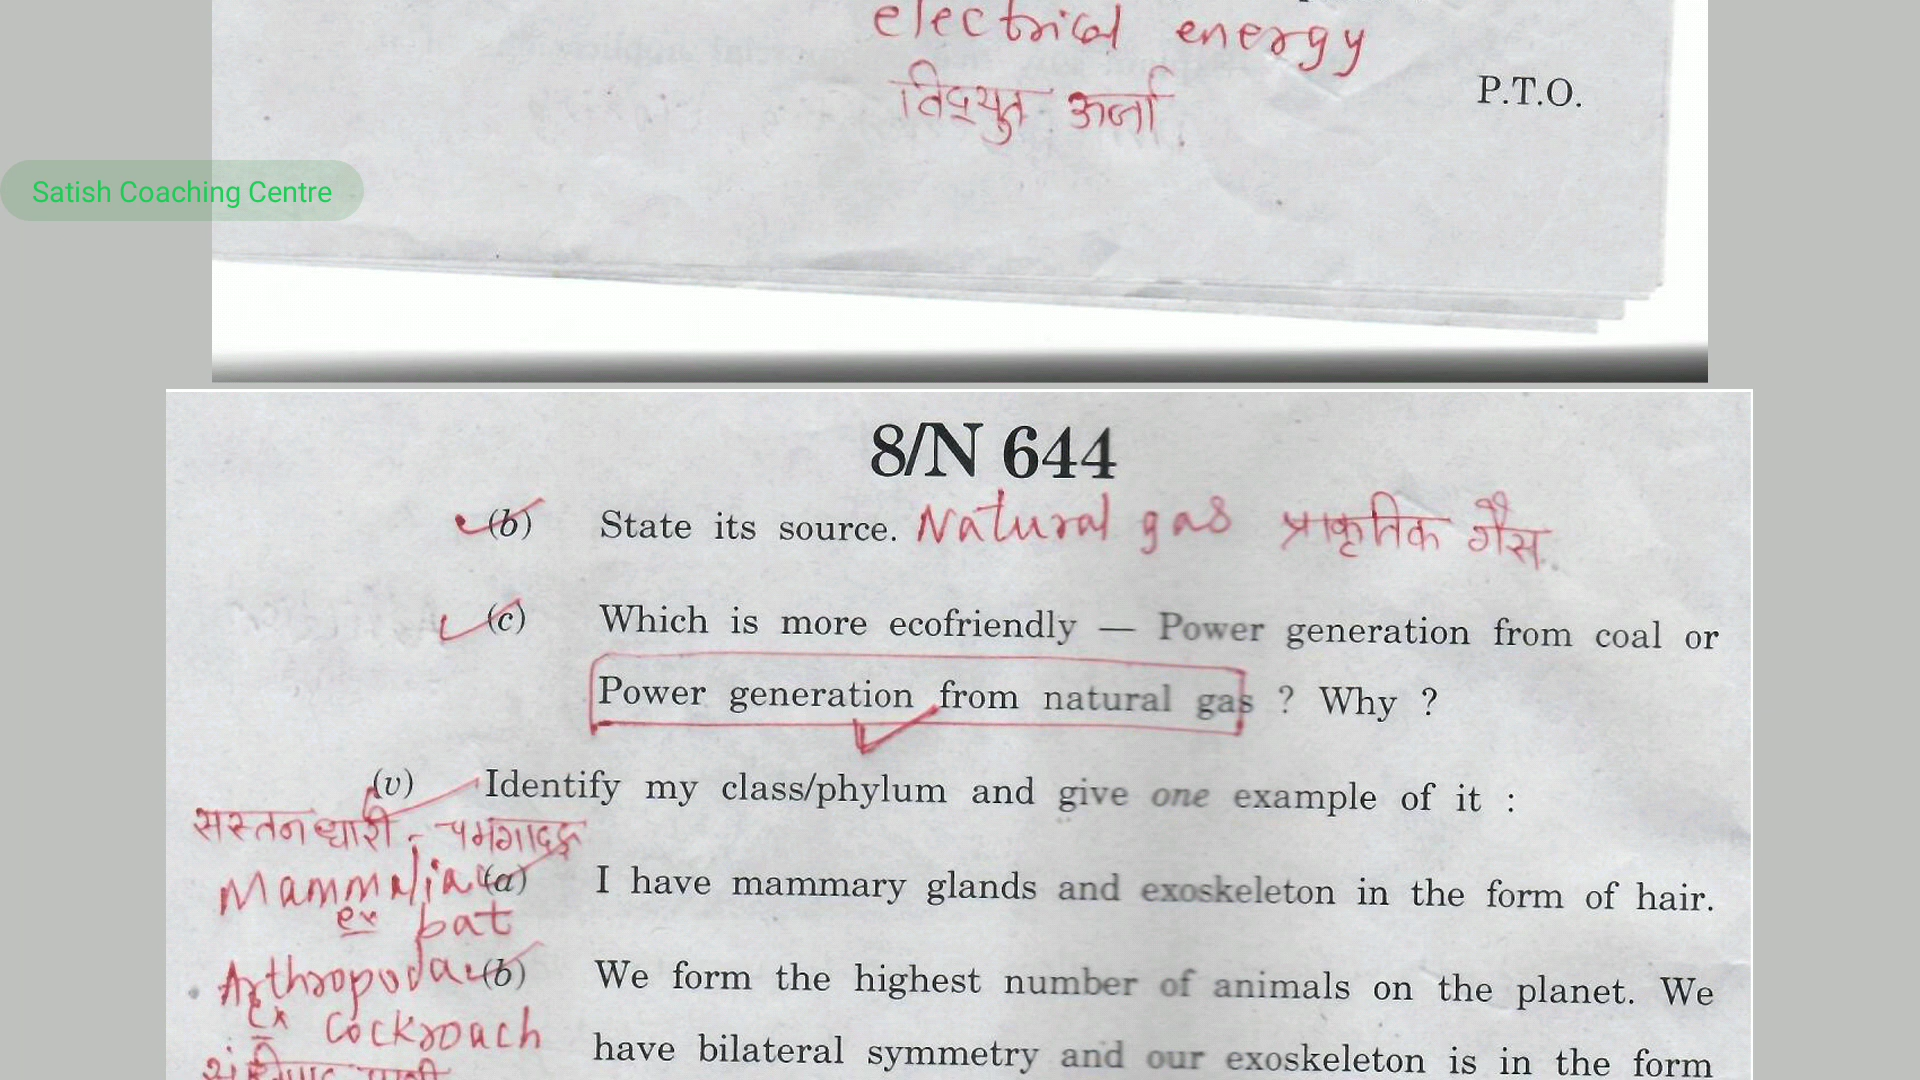 electrical energy
विद्युत ऊर्जा.
P.T.O.
Satish Coaching Centre
8/N 644
(b) State its source. Natural gas प्राकृतिक गैस.
(c) Which is more ecofriendly — Power generation from coal or
Power generation from natural gas ? Why ?
(v) Identify my class/phylum and give one example of it :
सस्तनधारी - चमगादड़
Mammalia (a) I have mammary glands and exoskeleton in the form of hair.
ex bat
Arthropoda (b) We form the highest number of animals on the planet. We
Ex Cockroach
have bilateral symmetry and our exoskeleton is in the form